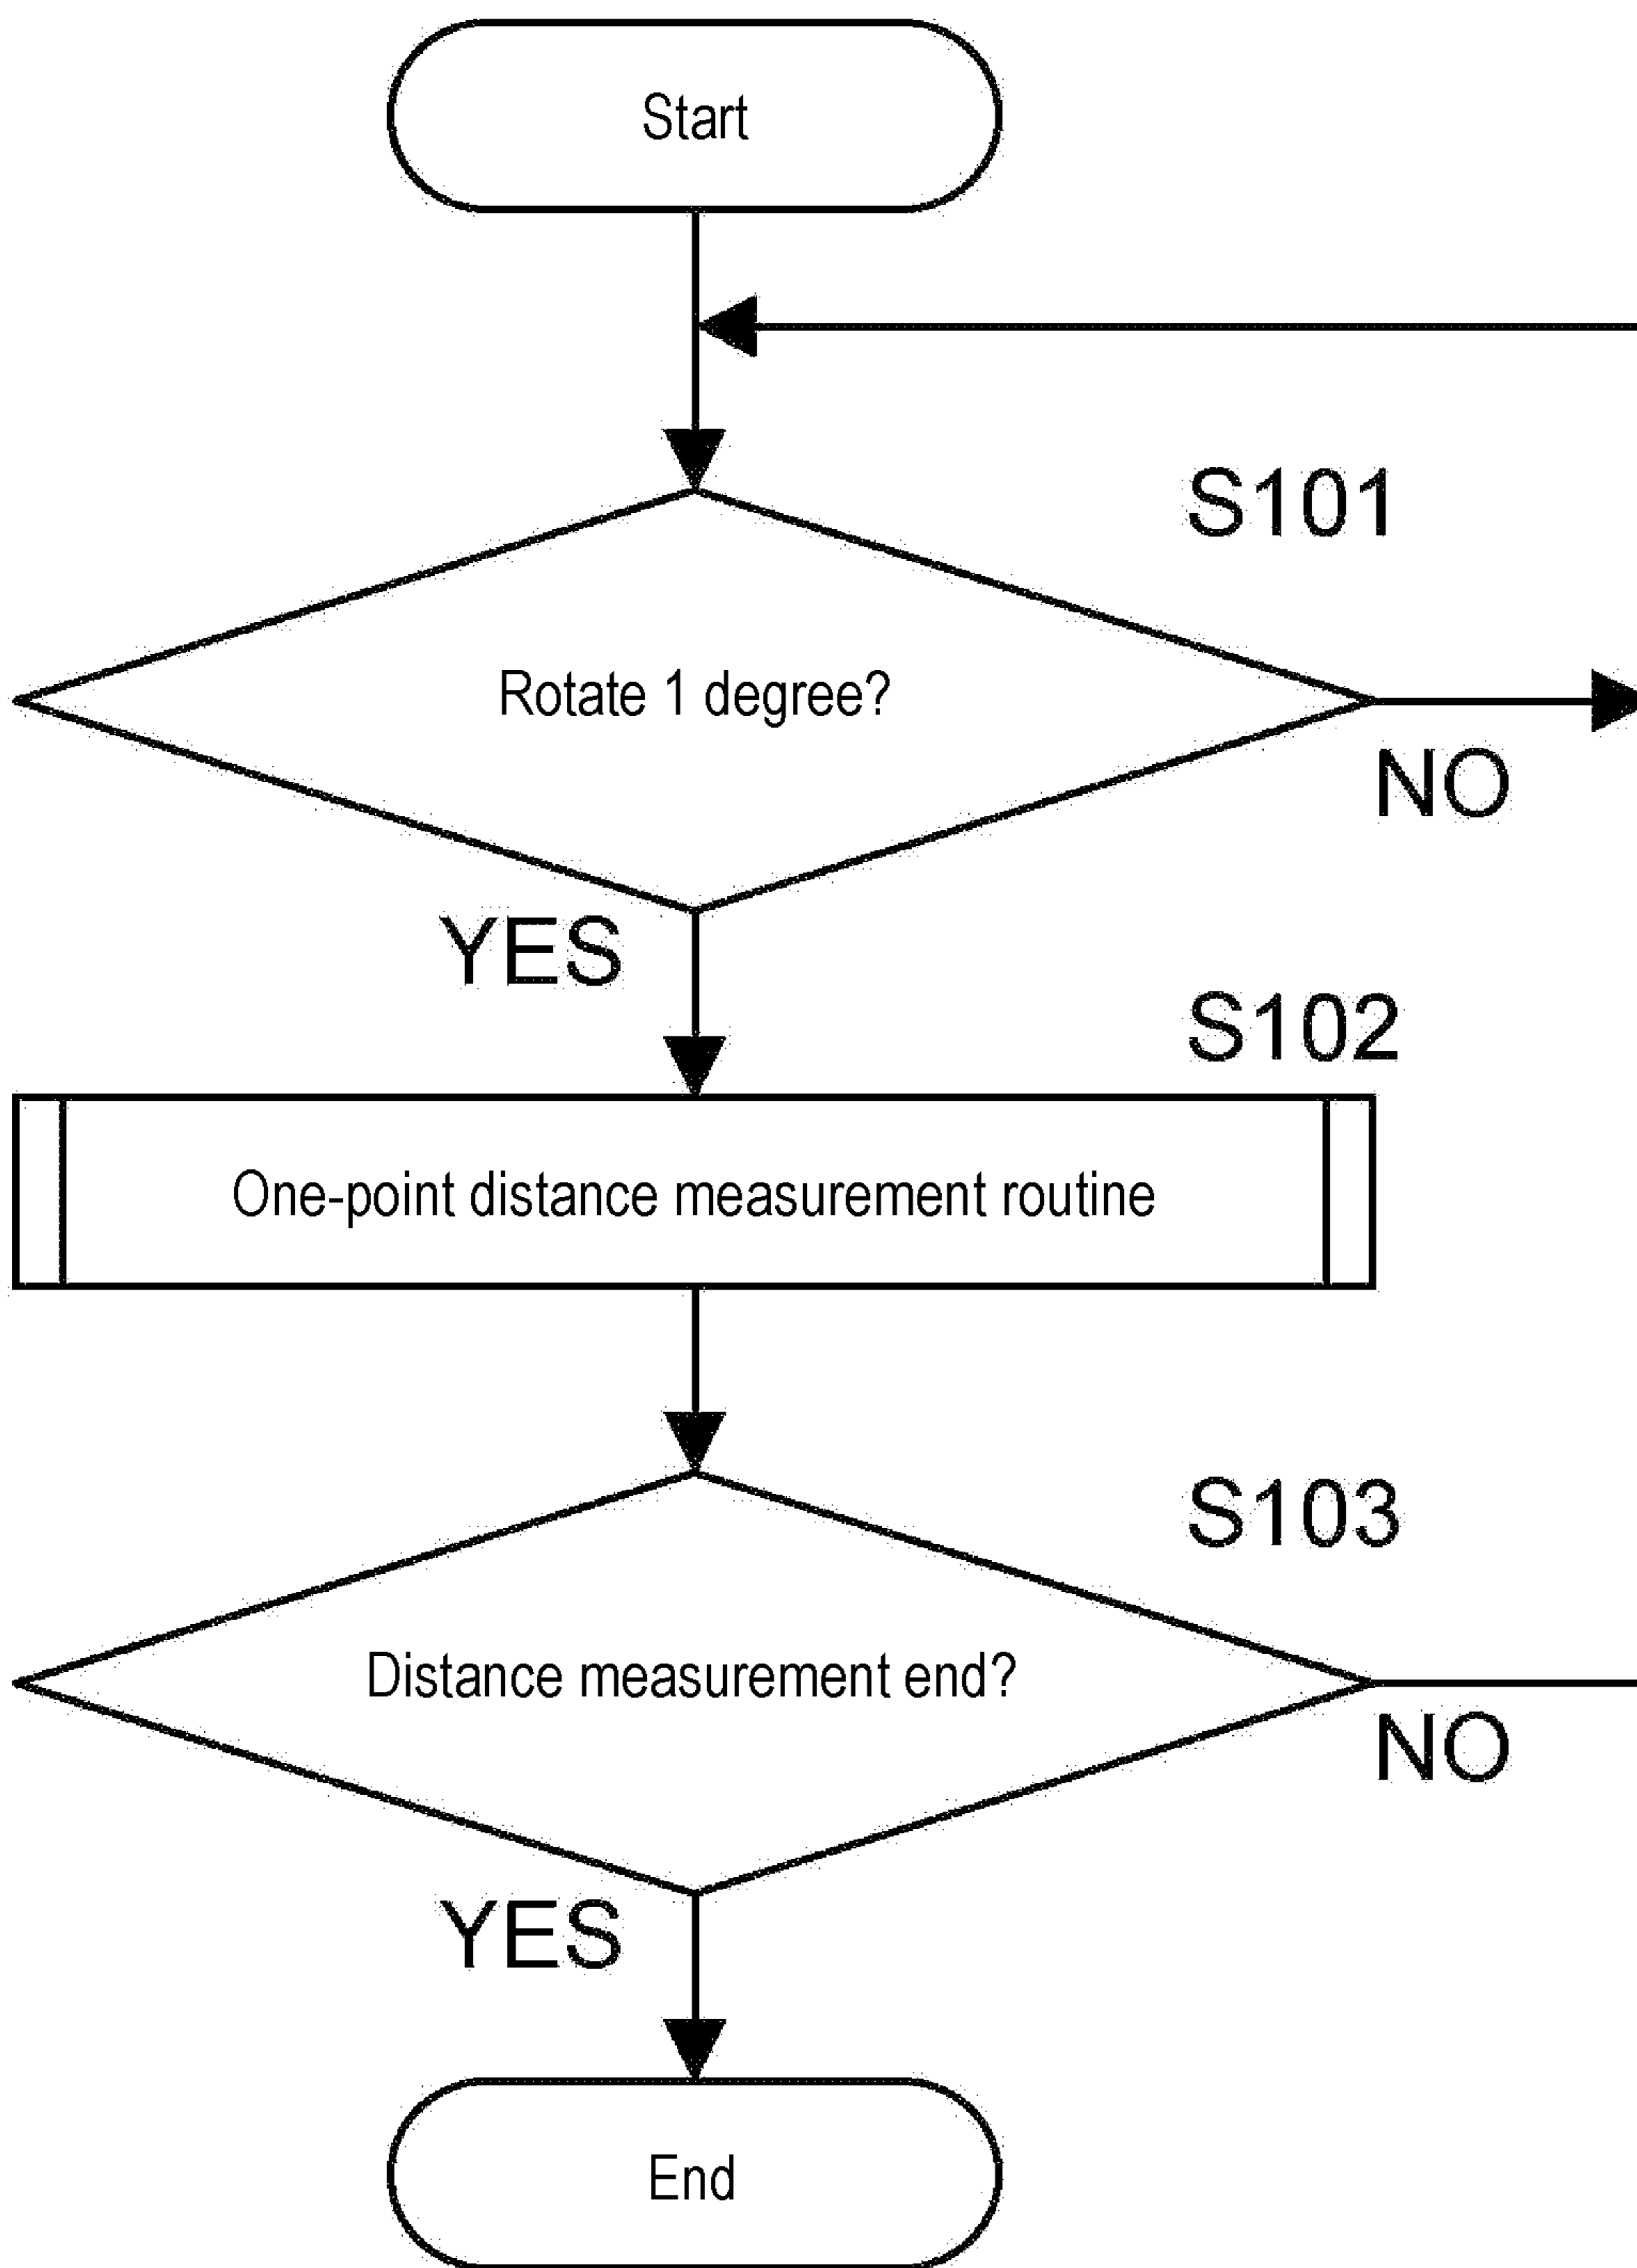 Start
S101
Rotate 1 degree?
NO
YES
S102
One-point distance measurement routine
S103
Distance measurement end?
NO
YES
End